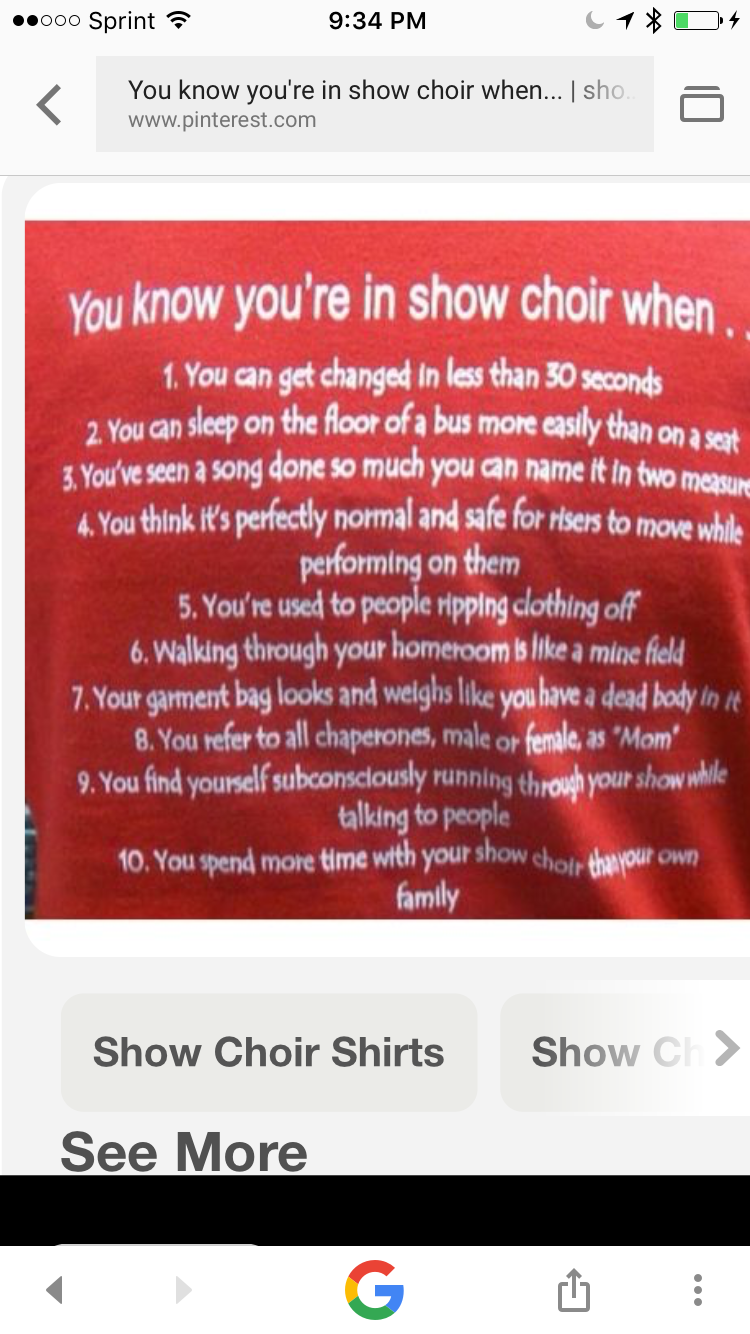 Sprint
9:34 PM
You know you're in show choir when... | sho..
www.pinterest.com
You know you're in show choir when . .
1. You can get changed in less than 30 seconds
2. You can sleep on the floor of a bus more easily than on a seat
3. You've seen a song done so much you can name it in two measure
4. You think it's perfectly normal and safe for risers to move while
performing on them
5. You're used to people ripping clothing off
6. Walking through your homeroom is like a mine field
7. Your garment bag looks and weighs like you have a dead body in it
8. You refer to all chaperones, male or female, as "Mom"
9. You find yourself subconsciously running through your show while
talking to people
10. You spend more time with your show choir than your own
family
Show Choir Shirts
Show Ch
See More